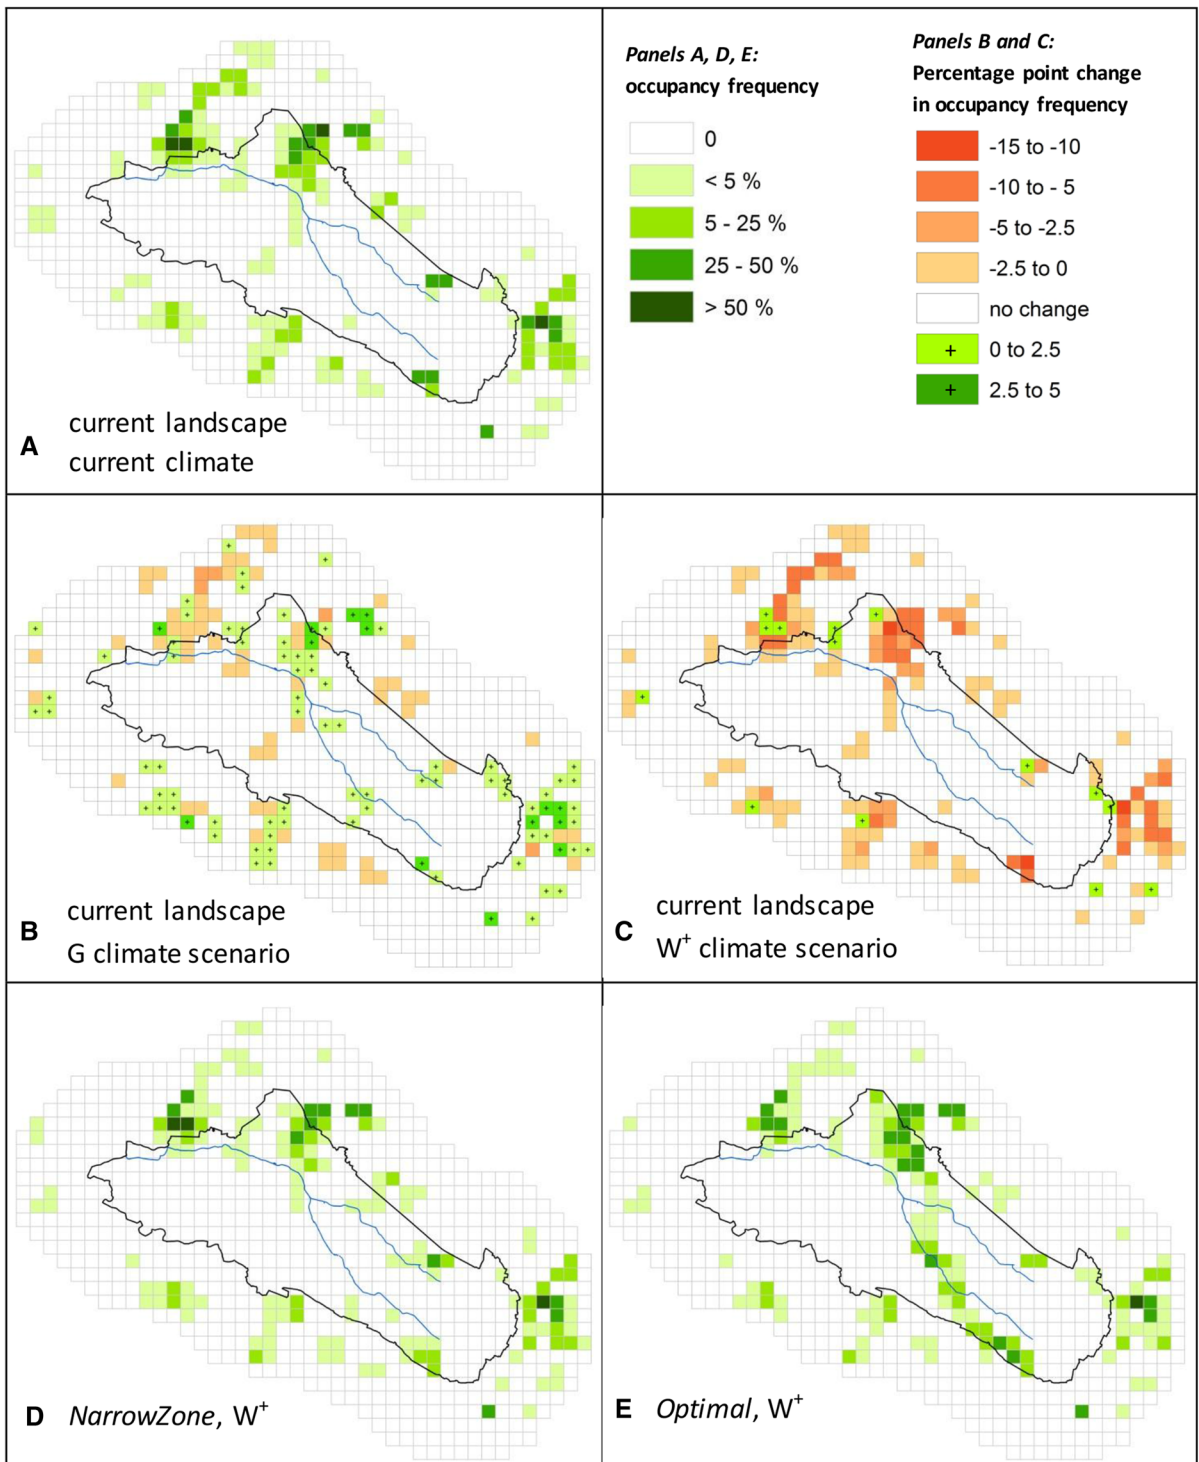 A
current landscape
current climate
Panels A, D, E:
occupancy frequency
0
< 5 %
5 - 25 %
25 - 50 %
> 50 %
Panels B and C:
Percentage point change
in occupancy frequency
-15 to -10
-10 to - 5
-5 to -2.5
-2.5 to 0
no change
+ 0 to 2.5
+ 2.5 to 5
B
current landscape
G climate scenario
C
current landscape
W+ climate scenario
D NarrowZone, W+
E Optimal, W+